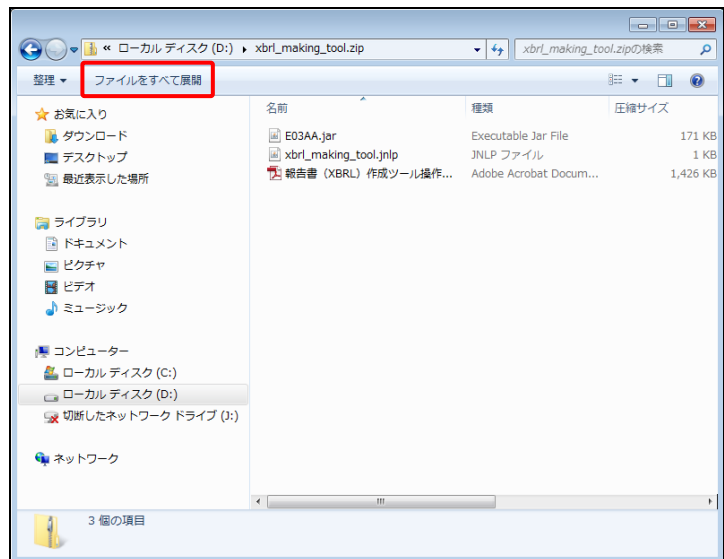 « ローカル ディスク (D:) ▸ xbrl_making_tool.zip
xbrl_making_tool.zipの検索
整理 ▼ ファイルをすべて展開
名前 種類 圧縮サイズ
E03AA.jar Executable Jar File 171 KB
xbrl_making_tool.jnlp JNLP ファイル 1 KB
報告書（XBRL）作成ツール操作... Adobe Acrobat Docum... 1,426 KB
お気に入り
ダウンロード
デスクトップ
最近表示した場所
ライブラリ
ドキュメント
ピクチャ
ビデオ
ミュージック
コンピューター
ローカル ディスク (C:)
ローカル ディスク (D:)
切断したネットワーク ドライブ (J:)
ネットワーク
3 個の項目